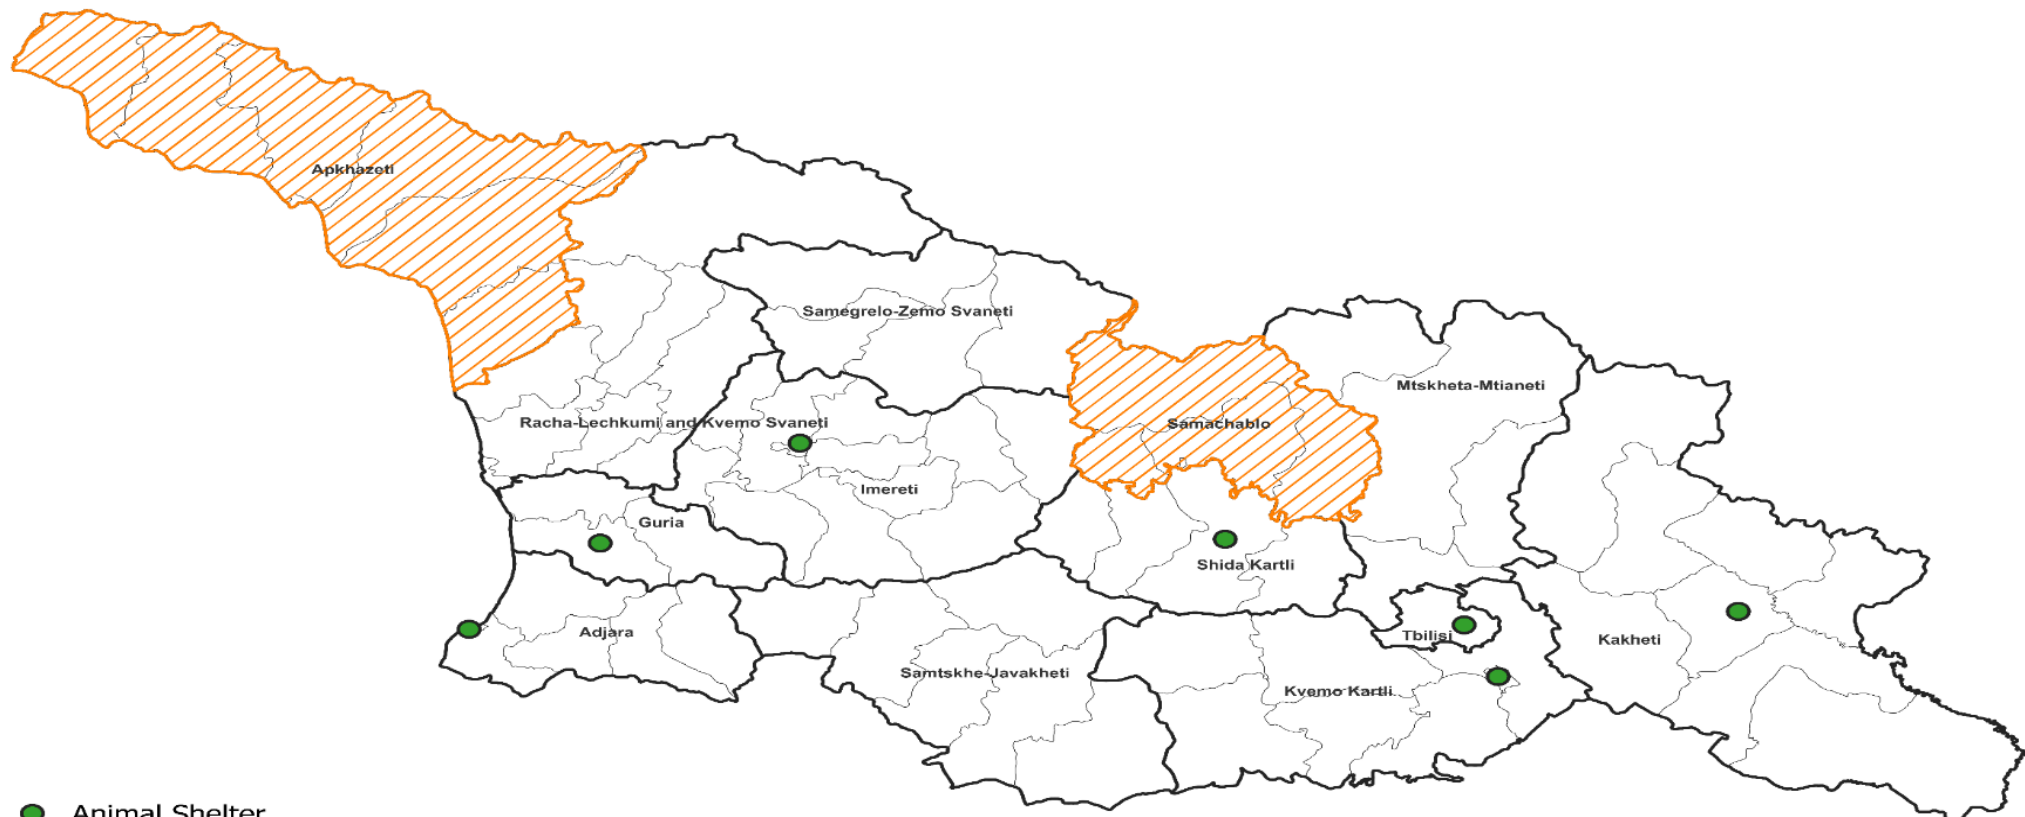 Apkhazeti
Samegrelo-Zemo Svaneti
Mtskheta-Mtianeti
Racha-Lechkumi and Kvemo Svaneti
Samachablo
Imereti
Guria
Shida Kartli
Adjara
Tbilisi
Kakheti
Samtskhe-Javakheti
Kvemo Kartli
Animal Shelter